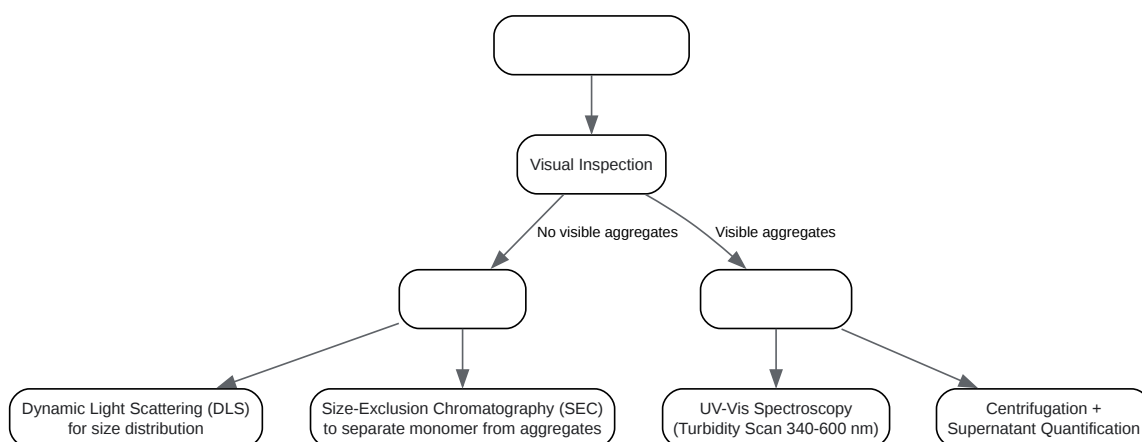 Visual Inspection
No visible aggregates
Visible aggregates
Dynamic Light Scattering (DLS)
for size distribution
Size-Exclusion Chromatography (SEC)
to separate monomer from aggregates
UV-Vis Spectroscopy
(Turbidity Scan 340-600 nm)
Centrifugation +
Supernatant Quantification